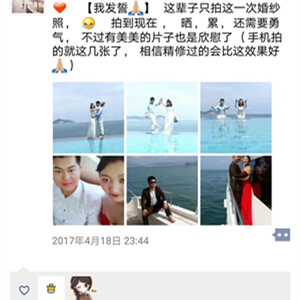 ❤️ 【我发誓🙏】 这辈子只拍这一次婚纱
照， 😂 拍到现在 ，晒，累，还需要勇
气， 不过有美美的片子也是欣慰了（手机拍
的就这几张了， 相信精修过的会比这效果好
🙏）
2017年4月18日 23:44